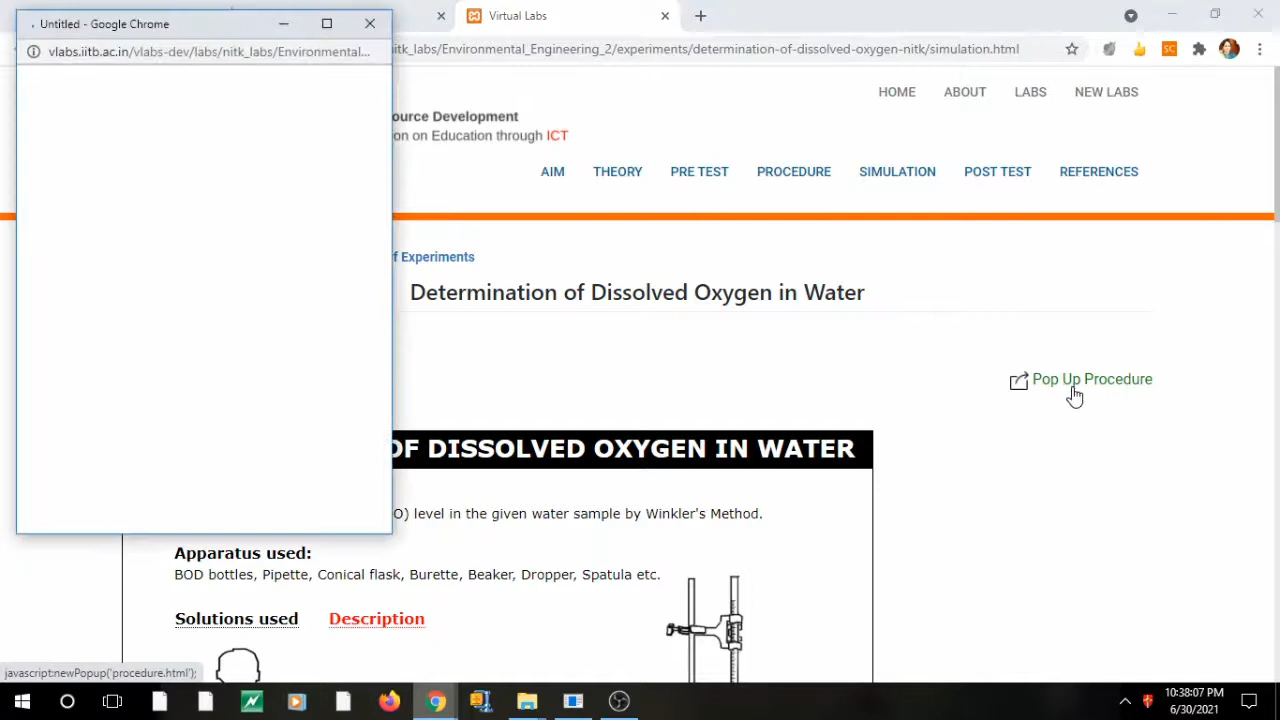 Untitled - Google Chrome
vlabs.iitb.ac.in/vlabs-dev/labs/nitk_labs/Environmental...
Virtual Labs
itk_labs/Environmental_Engineering_2/experiments/determination-of-dissolved-oxygen-nitk/simulation.html
SC
HOME ABOUT LABS NEW LABS
ource Development
on on Education through ICT
AIM THEORY PRE TEST PROCEDURE SIMULATION POST TEST REFERENCES
f Experiments
Determination of Dissolved Oxygen in Water
Pop Up Procedure
OF DISSOLVED OXYGEN IN WATER
O) level in the given water sample by Winkler's Method.
Apparatus used:
BOD bottles, Pipette, Conical flask, Burette, Beaker, Dropper, Spatula etc.
Solutions used Description
javascript:newPopup('procedure.html');
10:38:07 PM
6/30/2021